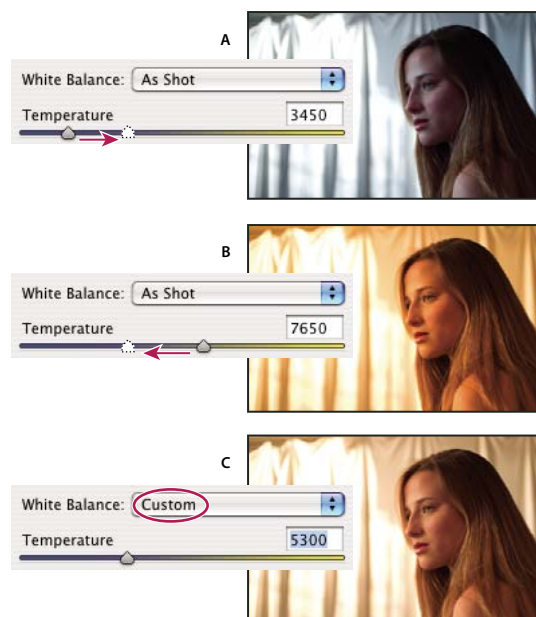 A
White Balance: As Shot
Temperature 3450
B
White Balance: As Shot
Temperature 7650
C
White Balance: Custom
Temperature 5300